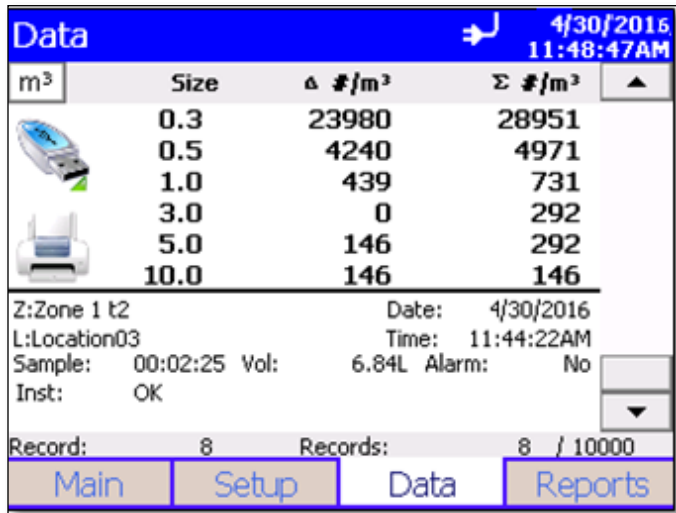 Data 4/30/2016
11:48:47AM
m³ Size Δ #/m³ Σ #/m³
0.3 23980 28951
0.5 4240 4971
1.0 439 731
3.0 0 292
5.0 146 292
10.0 146 146
Z:Zone 1 t2 Date: 4/30/2016
L:Location03 Time: 11:44:22AM
Sample: 00:02:25 Vol: 6.84L Alarm: No
Inst: OK
Record: 8 Records: 8 / 10000
Main Setup Data Reports